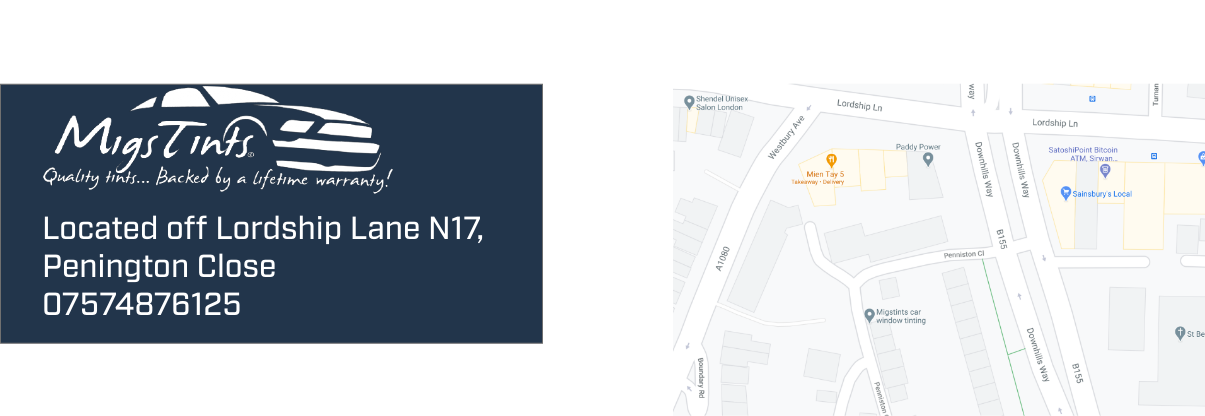 MigsTints
Quality tints... Backed by a lifetime warranty!
Located off Lordship Lane N17,
Penington Close
07574876125
Shendel Unisex
Salon London
Lordship Ln
Westbury Ave
Lordship Ln
Paddy Power
Mien Tay 5
Takeaway • Delivery
Downhills Way
Downhills Way
SatoshiPoint Bitcoin
ATM, Sirwan...
Sainsbury's Local
A1080
B155
Penniston Cl
Migstints car
window tinting
St Be
Downhills Way
B155
Boundary Rd
Penniston